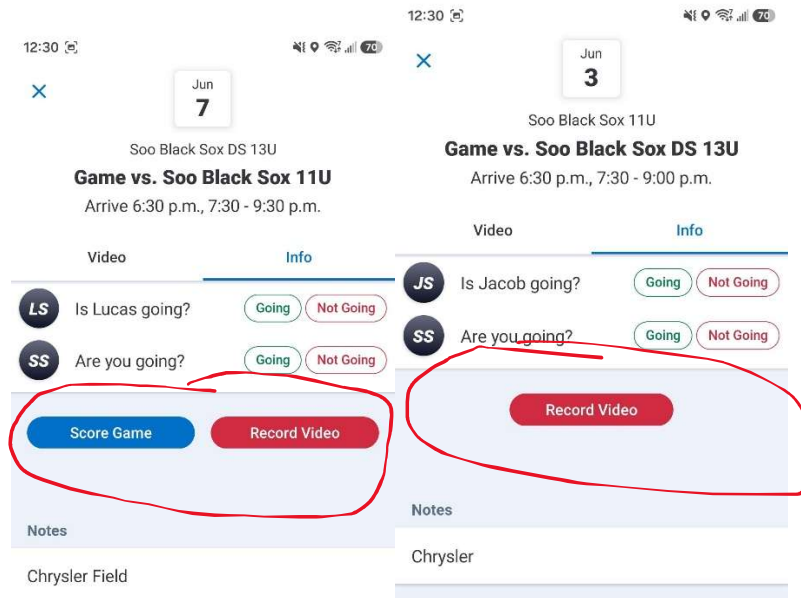 12:30
70
Jun
7
Soo Black Sox DS 13U
Game vs. Soo Black Sox 11U
Arrive 6:30 p.m., 7:30 - 9:30 p.m.
Video Info
LS Is Lucas going? Going Not Going
SS Are you going? Going Not Going
Score Game Record Video
Notes
Chrysler Field
12:30
70
Jun
3
Soo Black Sox 11U
Game vs. Soo Black Sox DS 13U
Arrive 6:30 p.m., 7:30 - 9:00 p.m.
Video Info
JS Is Jacob going? Going Not Going
SS Are you going? Going Not Going
Record Video
Notes
Chrysler